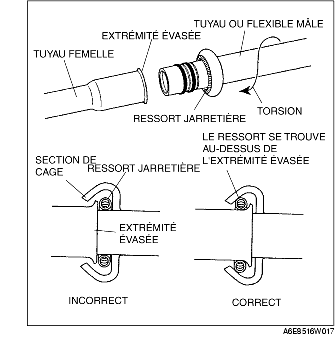 TUYAU OU FLEXIBLE MÂLE
EXTRÉMITÉ ÉVASÉE
TUYAU FEMELLE
RESSORT JARRETIÈRE
TORSION
LE RESSORT SE TROUVE
AU-DESSUS DE
L'EXTRÉMITÉ ÉVASÉE
SECTION DE
CAGE
RESSORT JARRETIÈRE
EXTRÉMITÉ
ÉVASÉE
INCORRECT
CORRECT
A6E8516W017